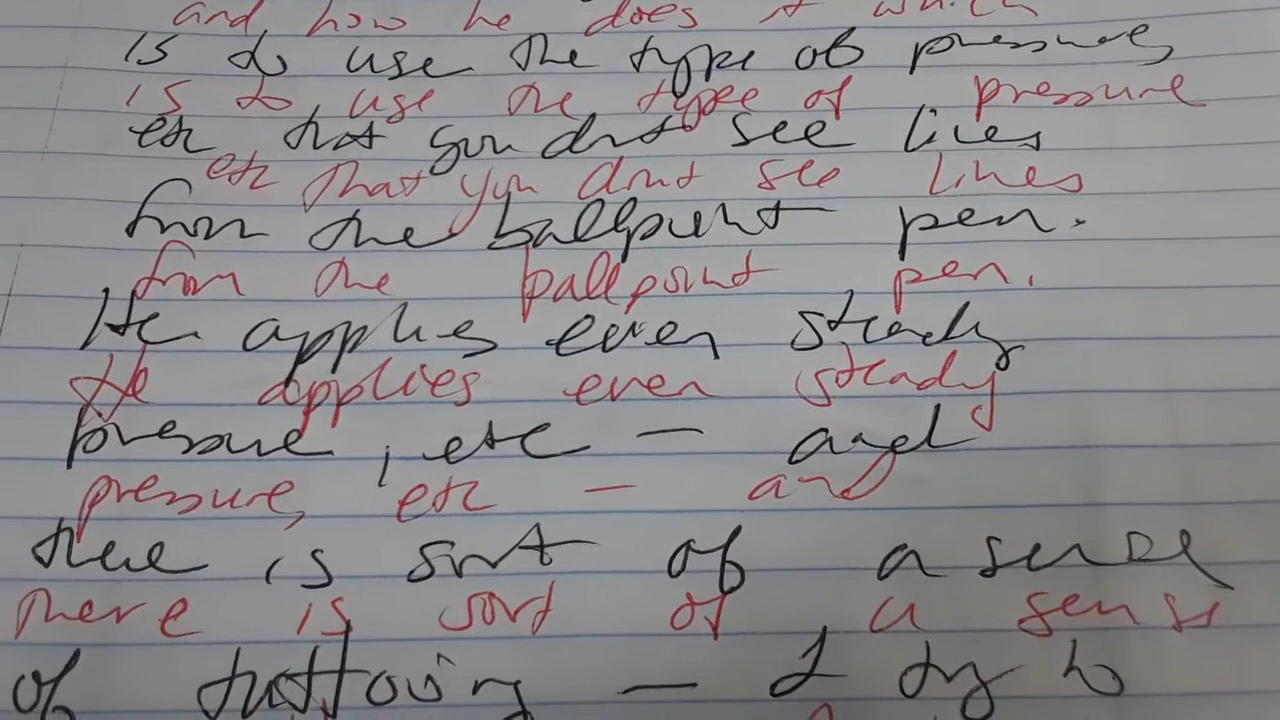 and how he does it which
is to use the type of pressure,
is to use the type of pressure
etc that you dont see lines
etc that you dont see lines
from the ballpoint pen.
from the ballpoint pen.
He applies even steady
He applies even steady
pressure, etc - and
pressure, etc - and
there is sort of a sense
there is sort of a sense
of - I try to